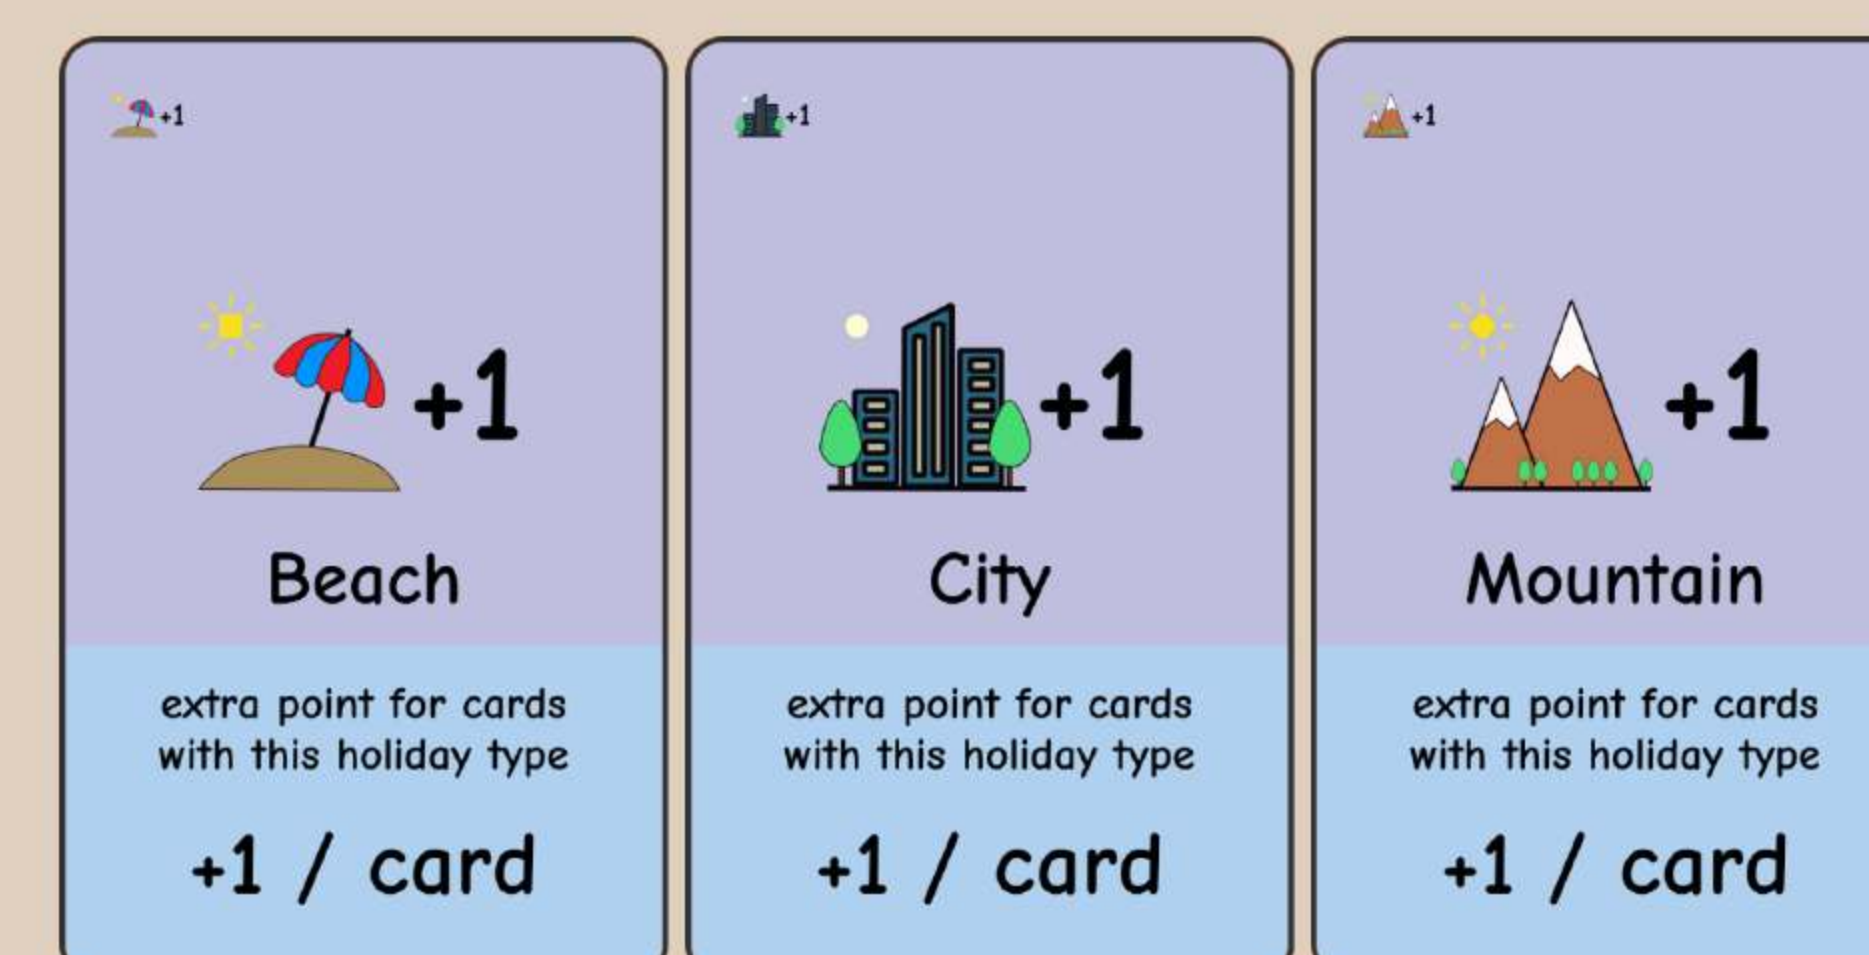 +1
+1
Beach
extra point for cards
with this holiday type
+1 / card
+1
+1
City
extra point for cards
with this holiday type
+1 / card
+1
+1
Mountain
extra point for cards
with this holiday type
+1 / card